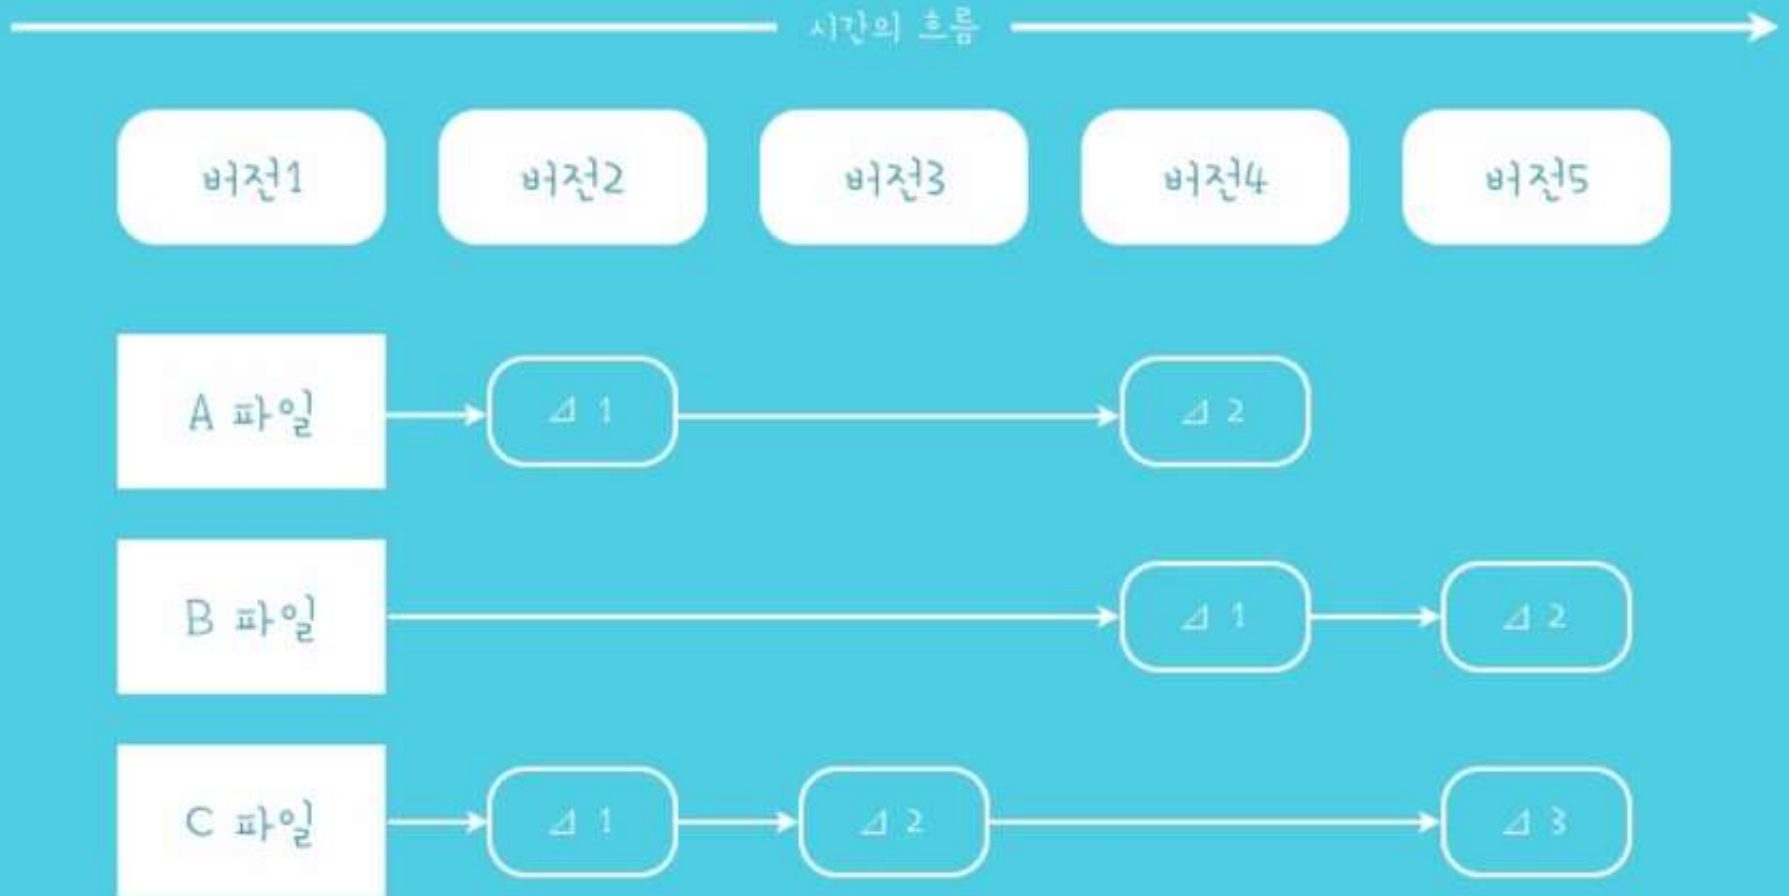 시간의 흐름
버전1 버전2 버전3 버전4 버전5
A 파일 ⊿ 1 ⊿ 2
B 파일 ⊿ 1 ⊿ 2
C 파일 ⊿ 1 ⊿ 2 ⊿ 3